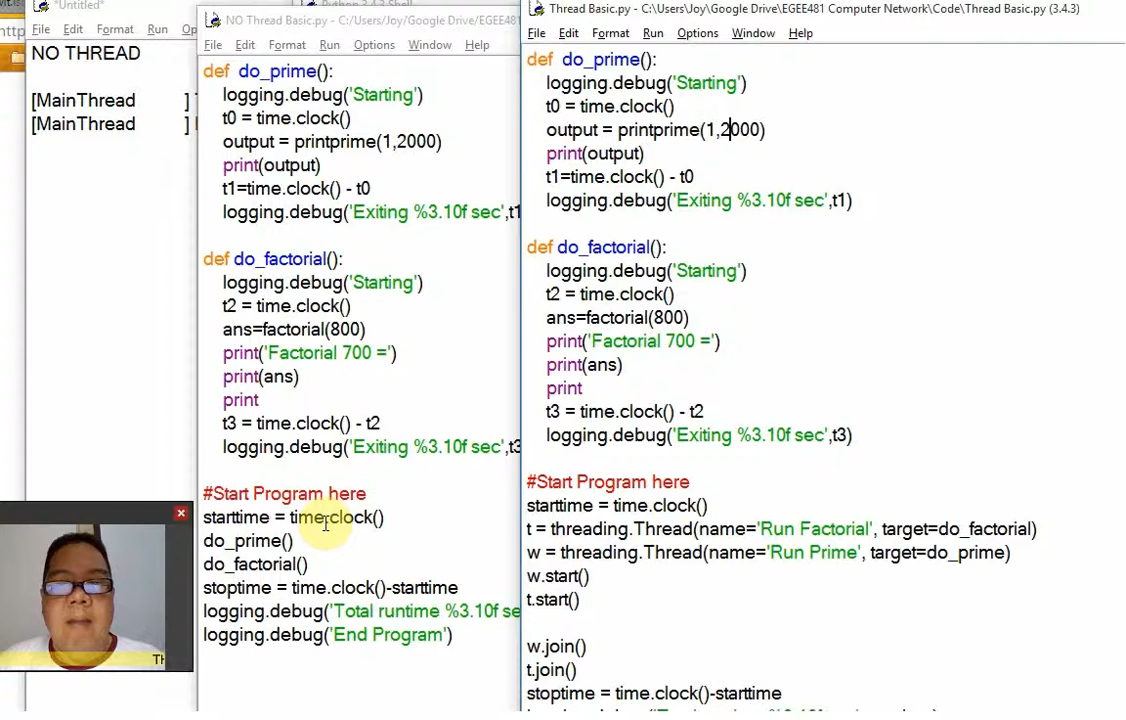 *Untitled*
File Edit Format Run
NO THREAD
[MainThread ]
[MainThread ]
NO Thread Basic.py - C:/Users/Joy/Google Drive/EGEE481
File Edit Format Run Options Window Help
def do_prime():
logging.debug('Starting')
t0 = time.clock()
output = printprime(1,2000)
print(output)
t1=time.clock() - t0
logging.debug('Exiting %3.10f sec',t1
def do_factorial():
logging.debug('Starting')
t2 = time.clock()
ans=factorial(800)
print('Factorial 700 =')
print(ans)
print
t3 = time.clock() - t2
logging.debug('Exiting %3.10f sec',t3
#Start Program here
starttime = time.clock()
do_prime()
do_factorial()
stoptime = time.clock()-starttime
logging.debug('Total runtime %3.10f se
logging.debug('End Program')
Thread Basic.py - C:\Users\Joy\Google Drive\EGEE481 Computer Network\Code\Thread Basic.py (3.4.3)
File Edit Format Run Options Window Help
def do_prime():
logging.debug('Starting')
t0 = time.clock()
output = printprime(1,2000)
print(output)
t1=time.clock() - t0
logging.debug('Exiting %3.10f sec',t1)
def do_factorial():
logging.debug('Starting')
t2 = time.clock()
ans=factorial(800)
print('Factorial 700 =')
print(ans)
print
t3 = time.clock() - t2
logging.debug('Exiting %3.10f sec',t3)
#Start Program here
starttime = time.clock()
t = threading.Thread(name='Run Factorial', target=do_factorial)
w = threading.Thread(name='Run Prime', target=do_prime)
w.start()
t.start()
w.join()
t.join()
stoptime = time.clock()-starttime